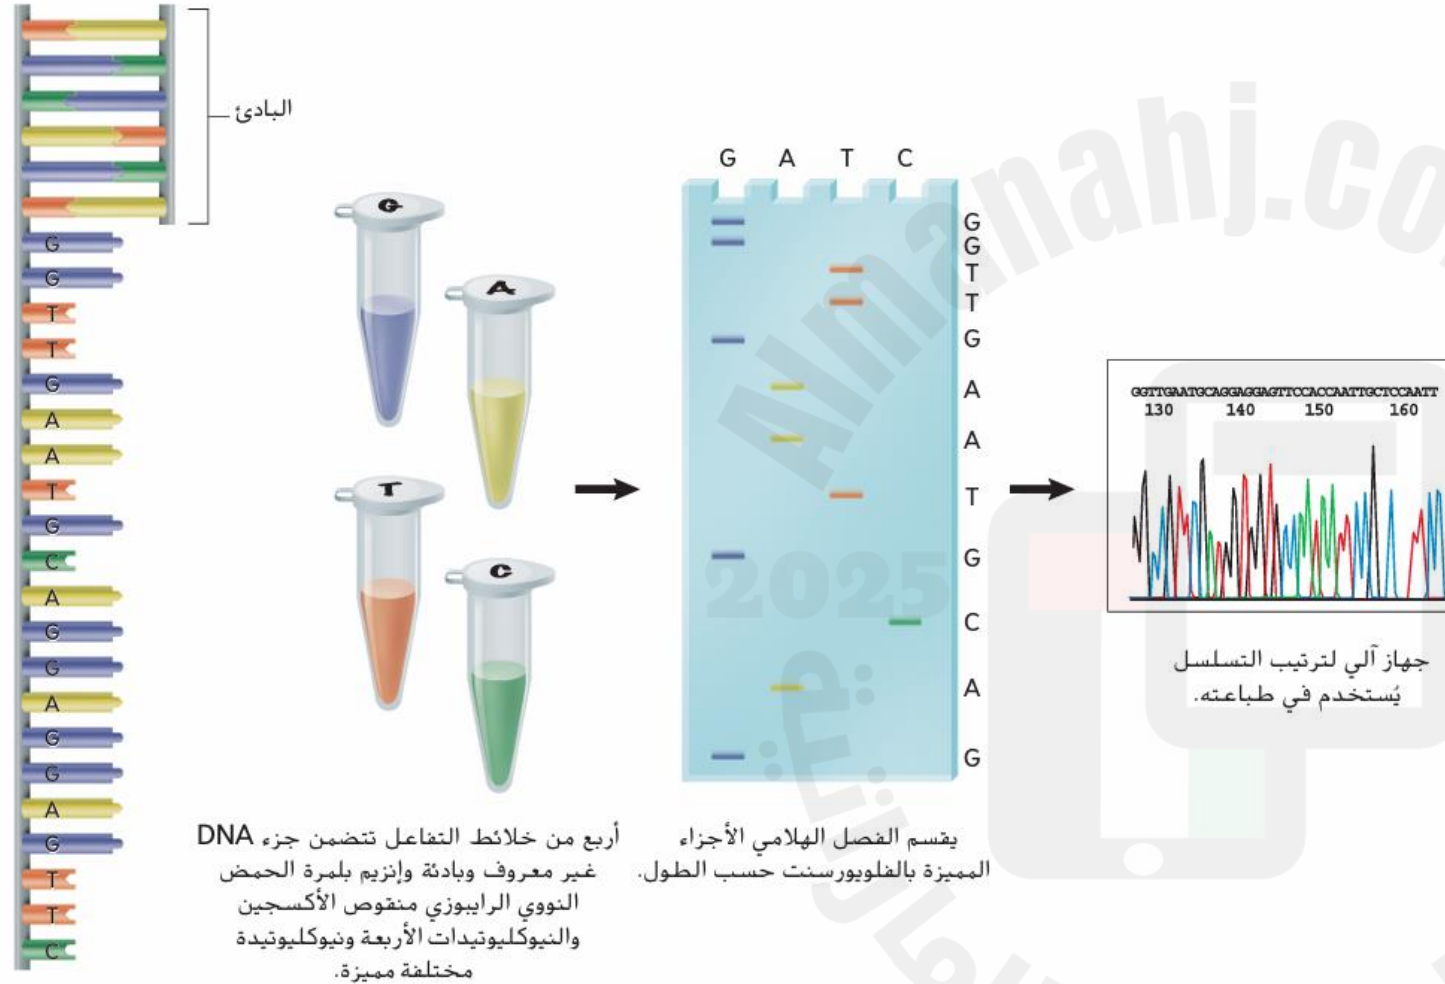 البادئ
G
G
T
T
G
A
A
T
G
C
A
G
G
A
G
G
A
G
T
T
C
G
A
T
C
أربع من خلائط التفاعل تتضمن جزء DNA
غير معروف وبادئة وإنزيم بلمرة الحمض
النووي الرايبوزي منقوص الأكسجين
والنيوكليوتيدات الأربعة ونيوكليوتيدة
مختلفة مميزة.
G A T C
G
G
T
T
G
A
A
T
G
C
A
G
يقسم الفصل الهلامي الأجزاء
المميزة بالفلويورسنت حسب الطول.
GGTTGAATGCAGGAGGAGTTCCACCAATTGCTCCAATT
130 140 150 160
جهاز آلي لترتيب التسلسل
يُستخدم في طباعته.
2025